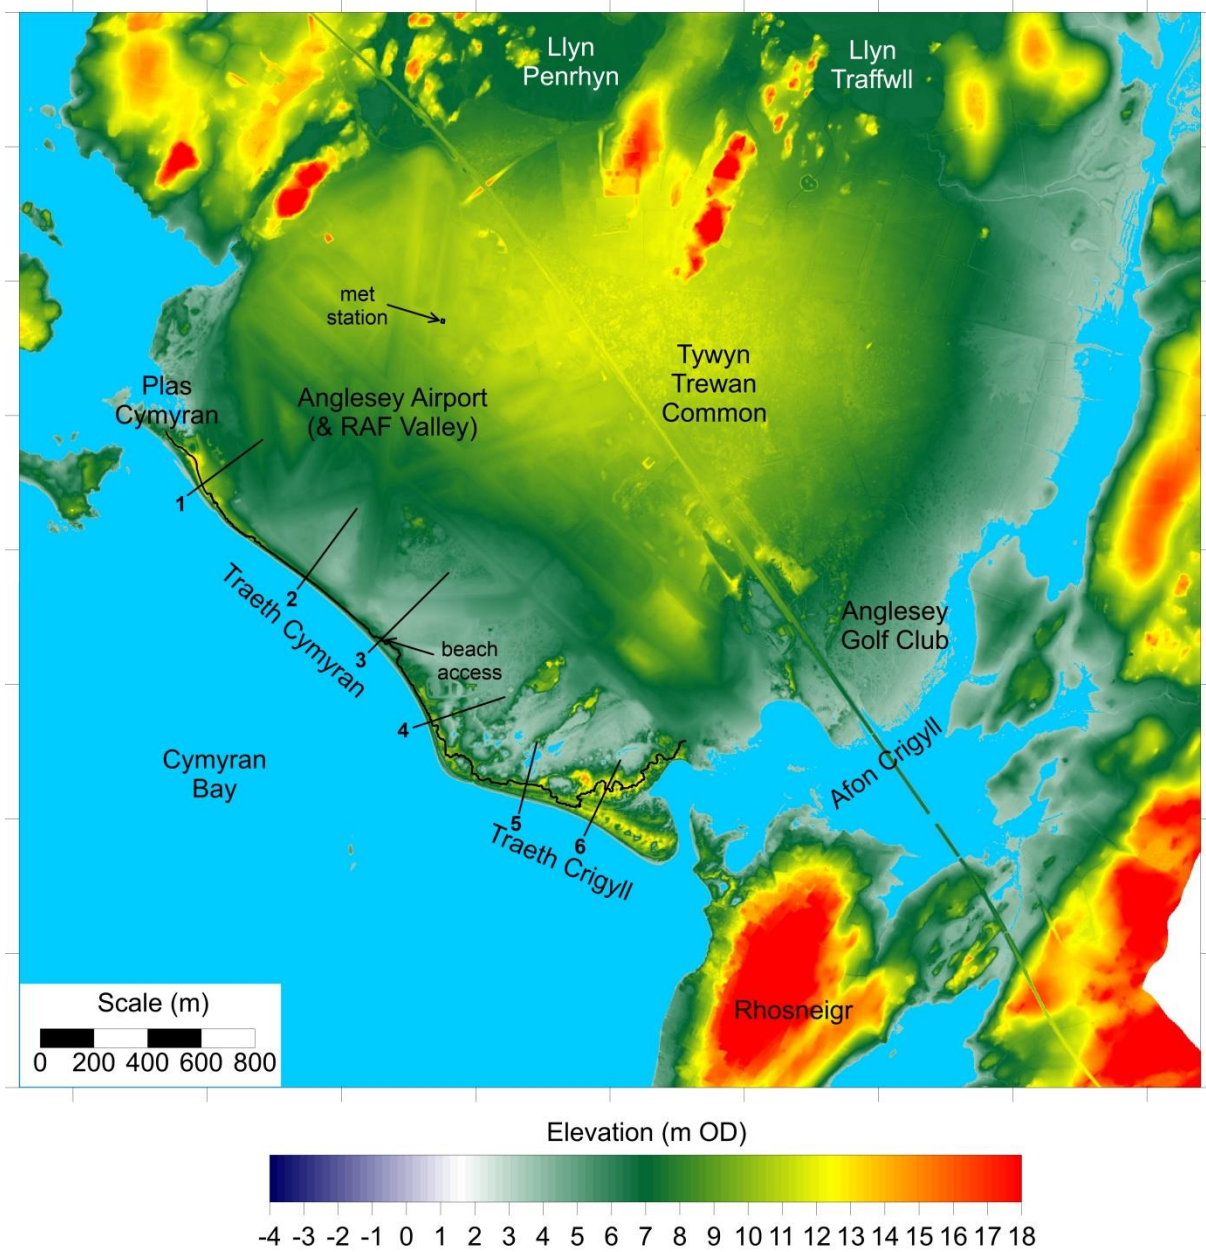 Llyn
Penrhyn
Llyn
Traffwll
met
station
Tywyn
Trewan
Common
Plas
Cymyran
Anglesey Airport
(& RAF Valley)
1
2
Traeth Cymyran
3
beach
access
Anglesey
Golf Club
4
Cymyran
Bay
Afon Crigyll
5
6
Traeth Crigyll
Rhosneigr
Scale (m)
0 200 400 600 800
Elevation (m OD)
-4 -3 -2 -1 0 1 2 3 4 5 6 7 8 9 10 11 12 13 14 15 16 17 18